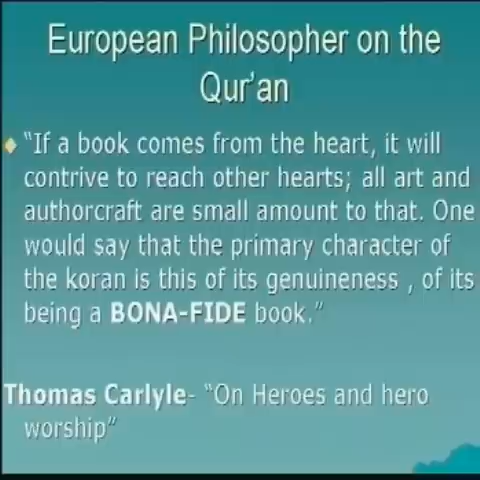 European Philosopher on the
Qur'an
"If a book comes from the heart, it will
contrive to reach other hearts; all art and
authorcraft are small amount to that. One
would say that the primary character of
the koran is this of its genuineness , of its
being a BONA-FIDE book."
Thomas Carlyle- "On Heroes and hero
worship"